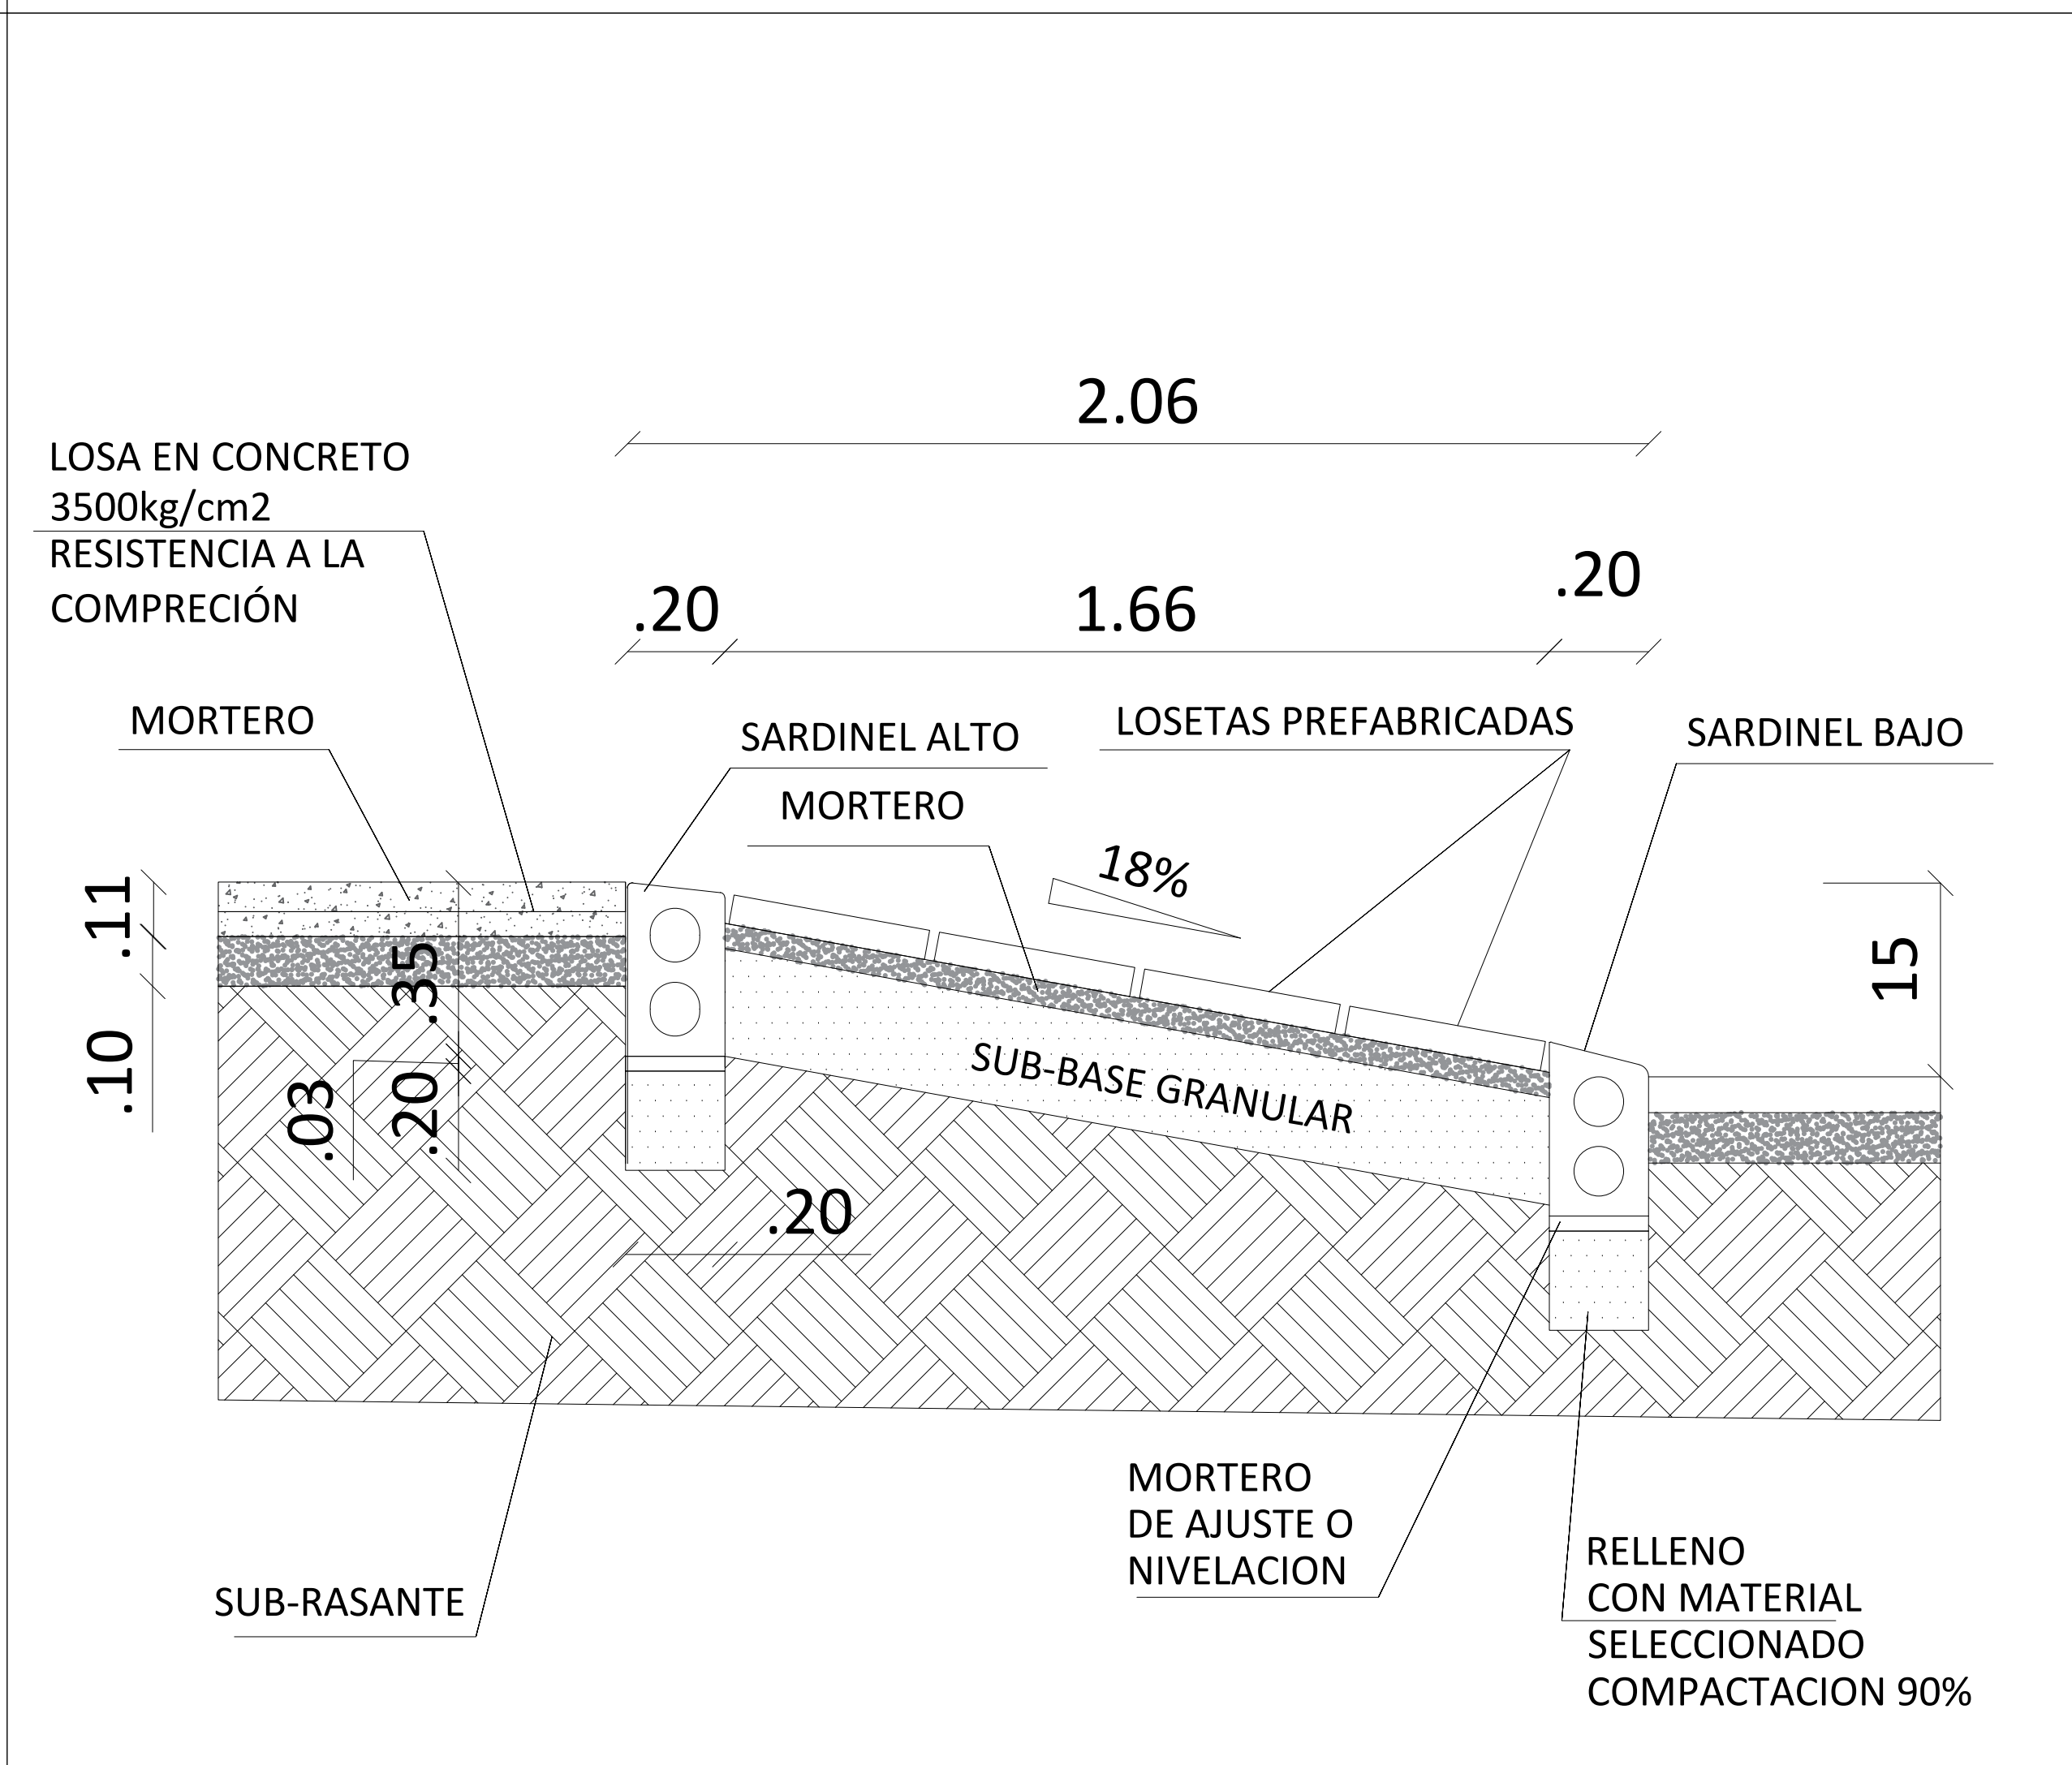 2.06
LOSA EN CONCRETO
3500kg/cm2
RESISTENCIA A LA
COMPRECIÓN
.20
1.66
.20
MORTERO
SARDINEL ALTO
LOSETAS PREFABRICADAS
SARDINEL BAJO
MORTERO
18%
.11
.35
15
.10
.03
.20
SUB-BASE GRANULAR
.20
MORTERO
DE AJUSTE O
NIVELACION
RELLENO
CON MATERIAL
SELECCIONADO
COMPACTACION 90%
SUB-RASANTE